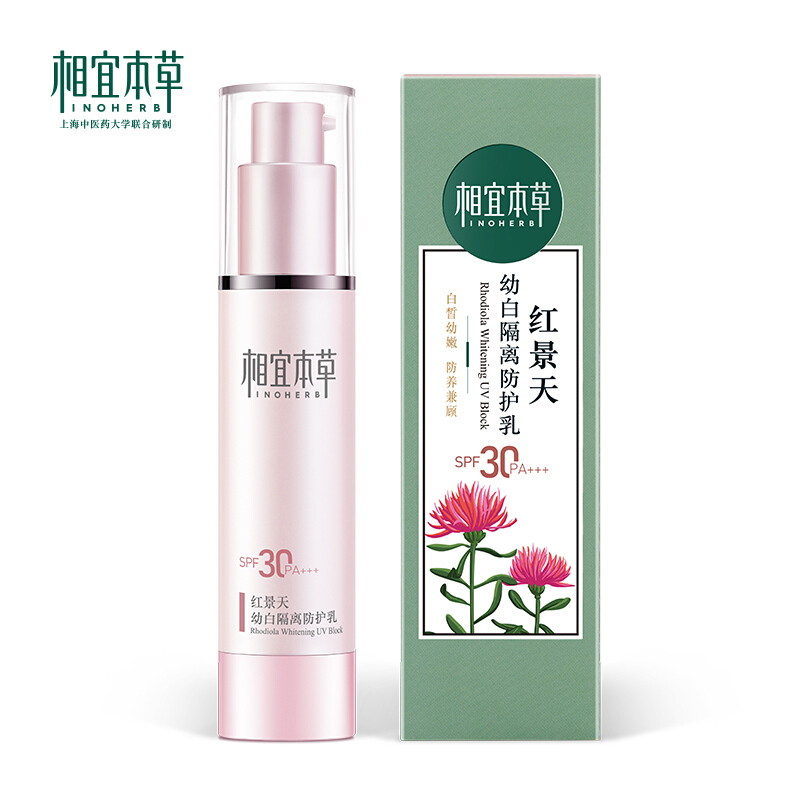 相宜本草
INOHERB
上海中医药大学联合研制
相宜本草
INOHERB
SPF30PA+++
红景天
幼白隔离防护乳
Rhodiola Whitening UV Block
相宜本草
INOHERB
红景天
幼白隔离防护乳
Rhodiola Whitening UV Block
白皙幼嫩 防养兼顾
SPF30PA+++